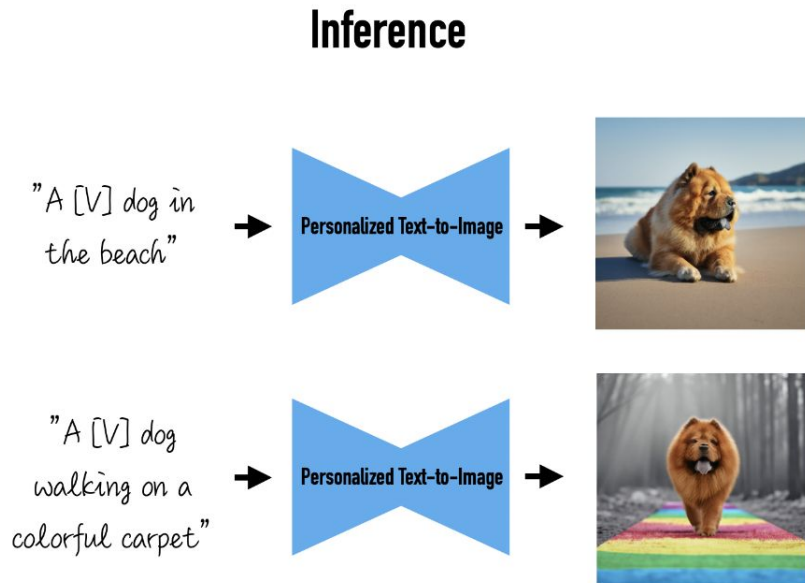 Inference
"A [V] dog in
the beach"
Personalized Text-to-Image
"A [V] dog
walking on a
colorful carpet"
Personalized Text-to-Image